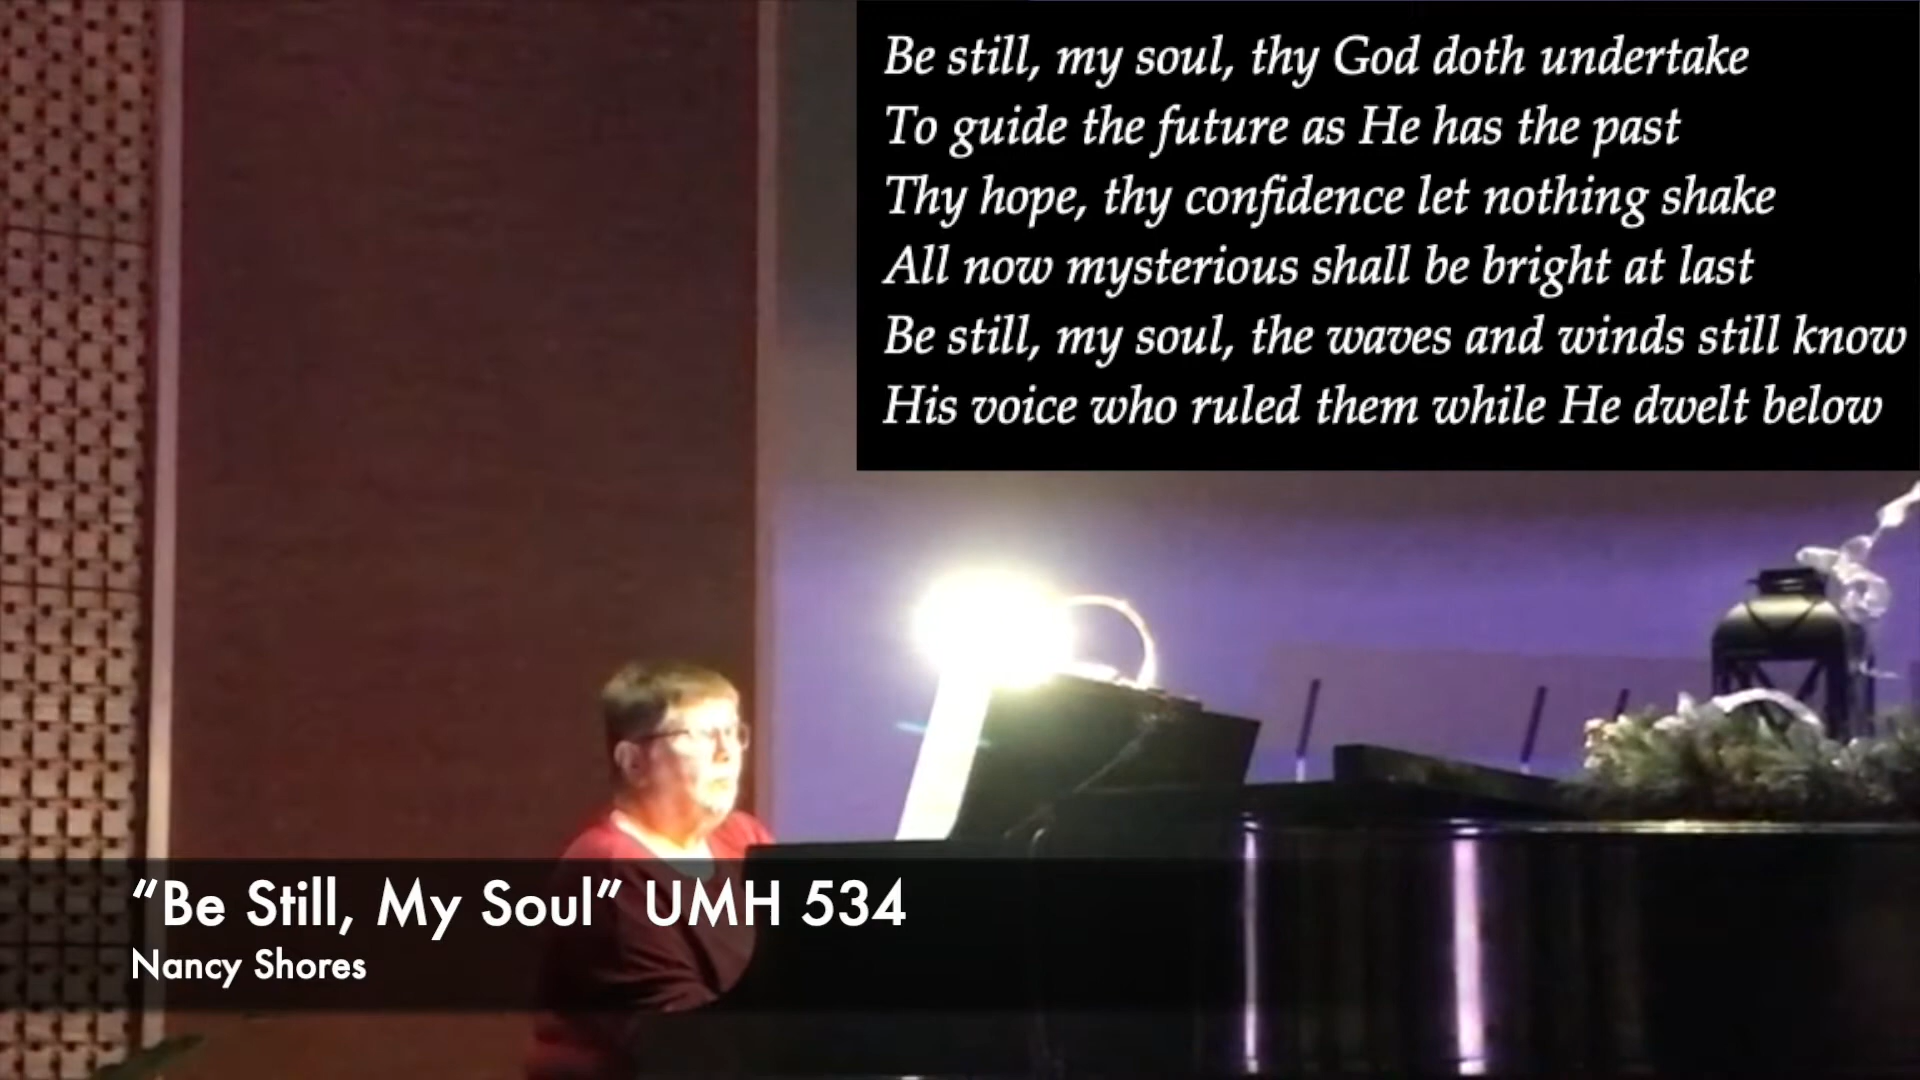 Be still, my soul, thy God doth undertake
To guide the future as He has the past
Thy hope, thy confidence let nothing shake
All now mysterious shall be bright at last
Be still, my soul, the waves and winds still know
His voice who ruled them while He dwelt below
“Be Still, My Soul” UMH 534
Nancy Shores